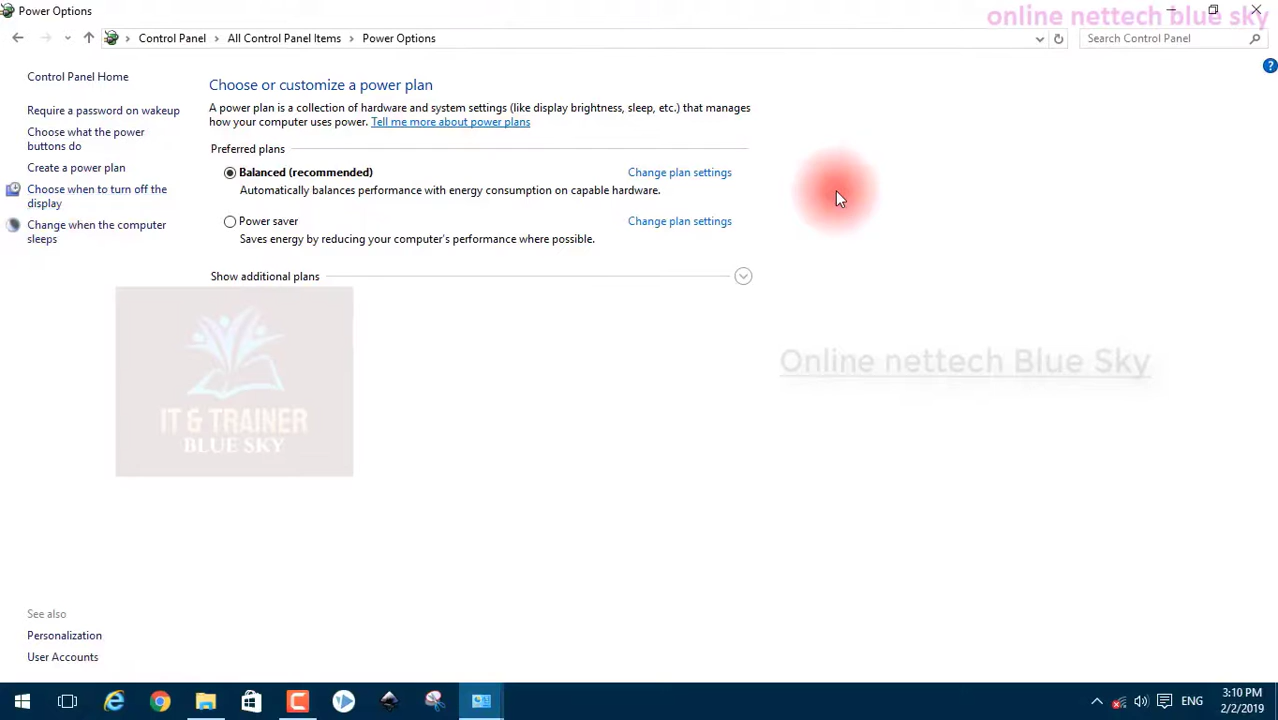 Power Options
online nettech blue sky
Control Panel
All Control Panel Items
Power Options
Search Control Panel
Control Panel Home
Require a password on wakeup
Choose what the power
buttons do
Create a power plan
Choose when to turn off the
display
Change when the computer
sleeps
Choose or customize a power plan
A power plan is a collection of hardware and system settings (like display brightness, sleep, etc.) that manages
how your computer uses power. Tell me more about power plans
Preferred plans
Balanced (recommended)
Change plan settings
Automatically balances performance with energy consumption on capable hardware.
Power saver
Change plan settings
Saves energy by reducing your computer's performance where possible.
Show additional plans
IT & TRAINER
BLUE SKY
Online nettech Blue Sky
See also
Personalization
User Accounts
ENG
3:10 PM
2/2/2019